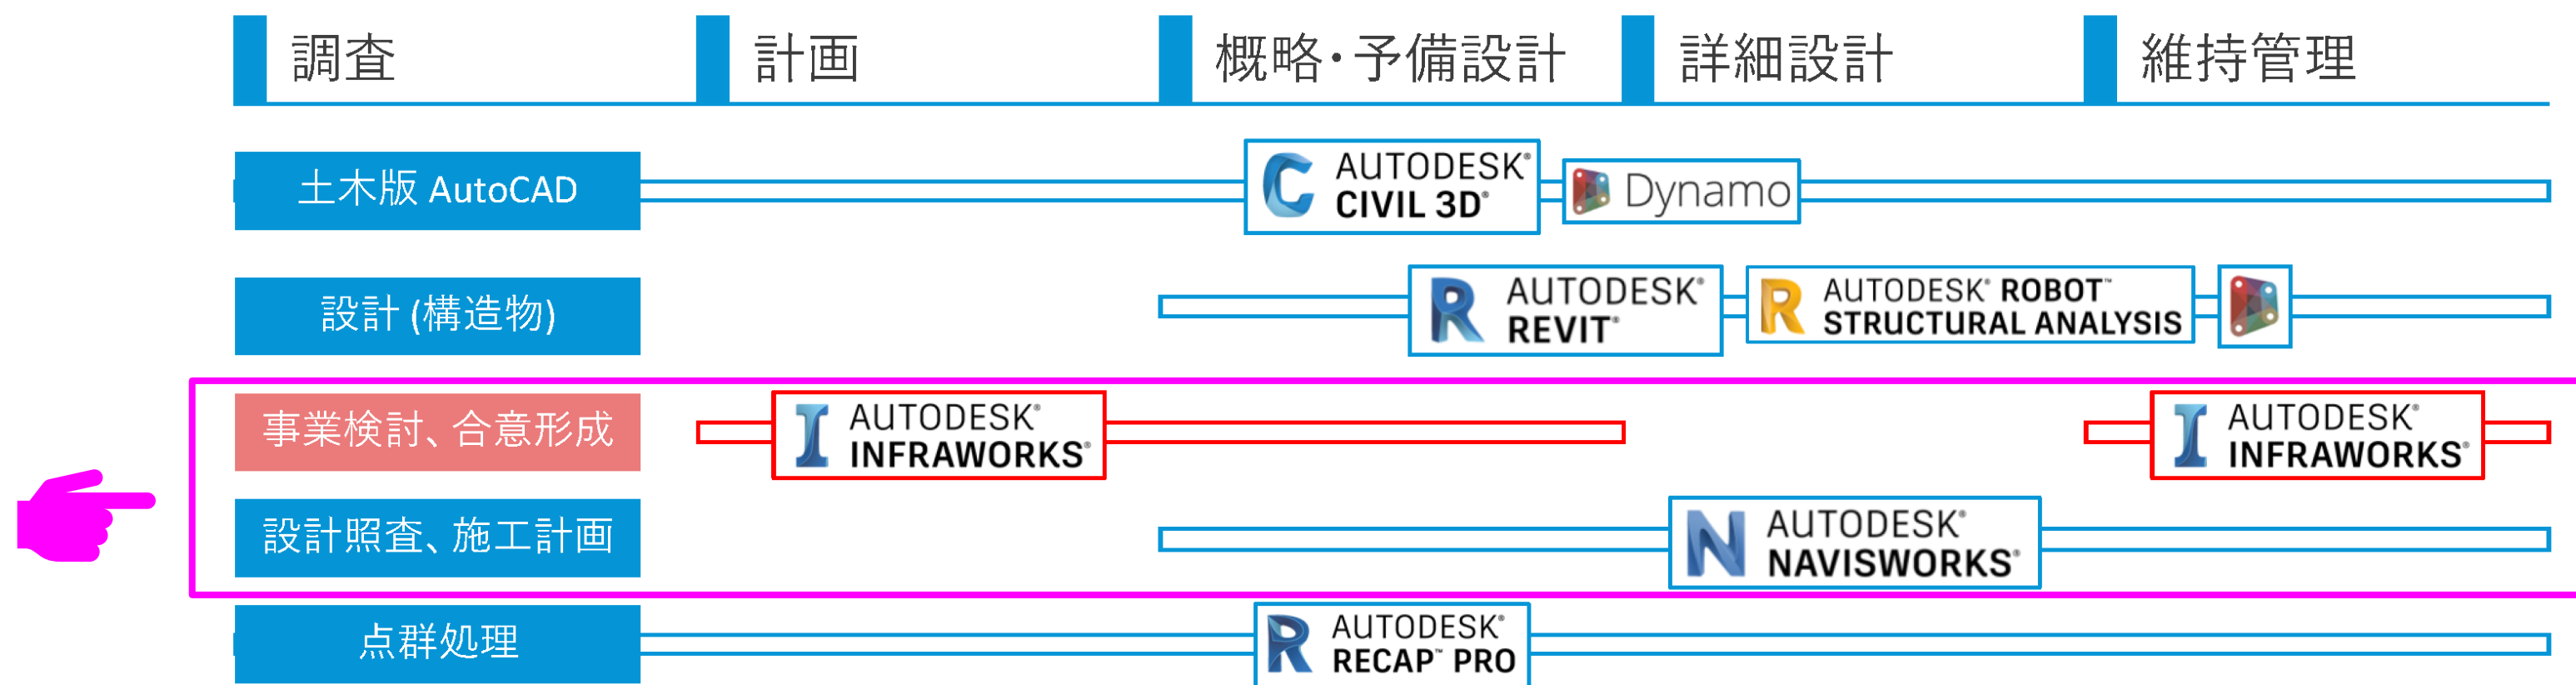 調査 計画 概略・予備設計 詳細設計 維持管理
土木版 AutoCAD
AUTODESK®
CIVIL 3D®
Dynamo
設計 (構造物)
AUTODESK®
REVIT®
AUTODESK® ROBOT™
STRUCTURAL ANALYSIS
事業検討、合意形成
AUTODESK®
INFRAWORKS®
AUTODESK®
INFRAWORKS®
設計照査、施工計画
AUTODESK®
NAVISWORKS®
点群処理
AUTODESK®
RECAP™ PRO